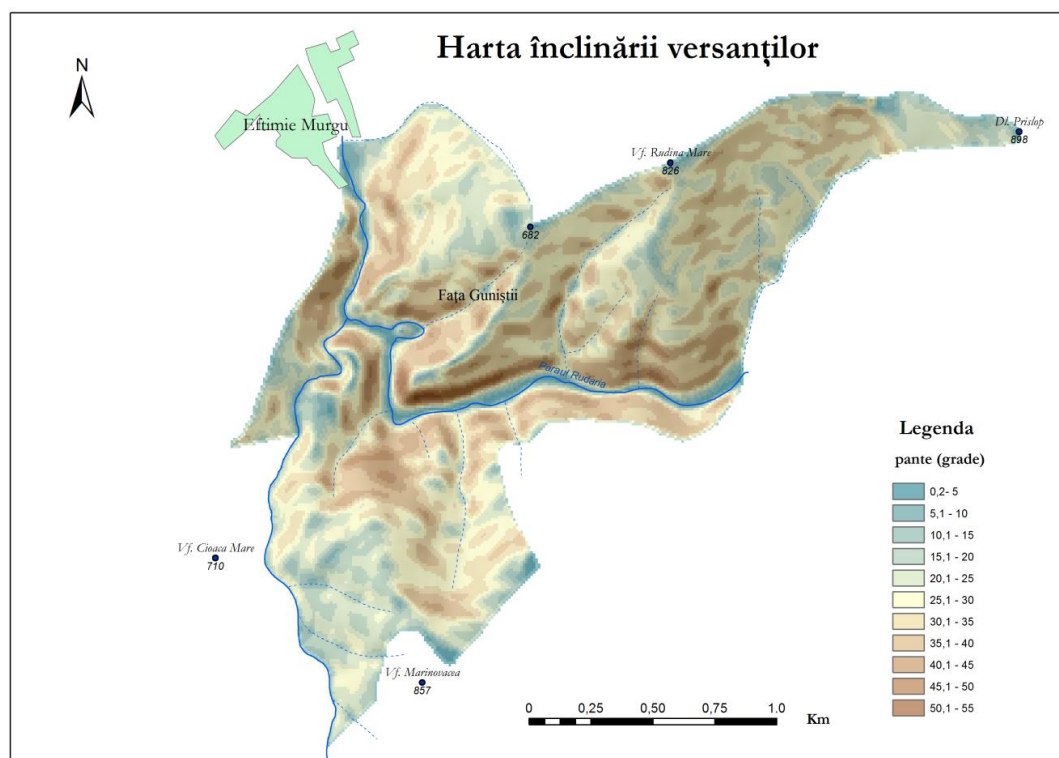 Harta înclinării versanților
N
Eftimie Murgu
Dl. Prislop
898
Vf. Rudina Mare
826
682
Fața Guniștii
Paraul Rudaria
Legenda
pante (grade)
0,2- 5
5,1 - 10
10,1 - 15
15,1 - 20
20,1 - 25
25,1 - 30
30,1 - 35
35,1 - 40
40,1 - 45
45,1 - 50
50,1 - 55
Vf. Cioaca Mare
710
Vf. Marinovacea
857
0 0,25 0,50 0,75 1.0
Km